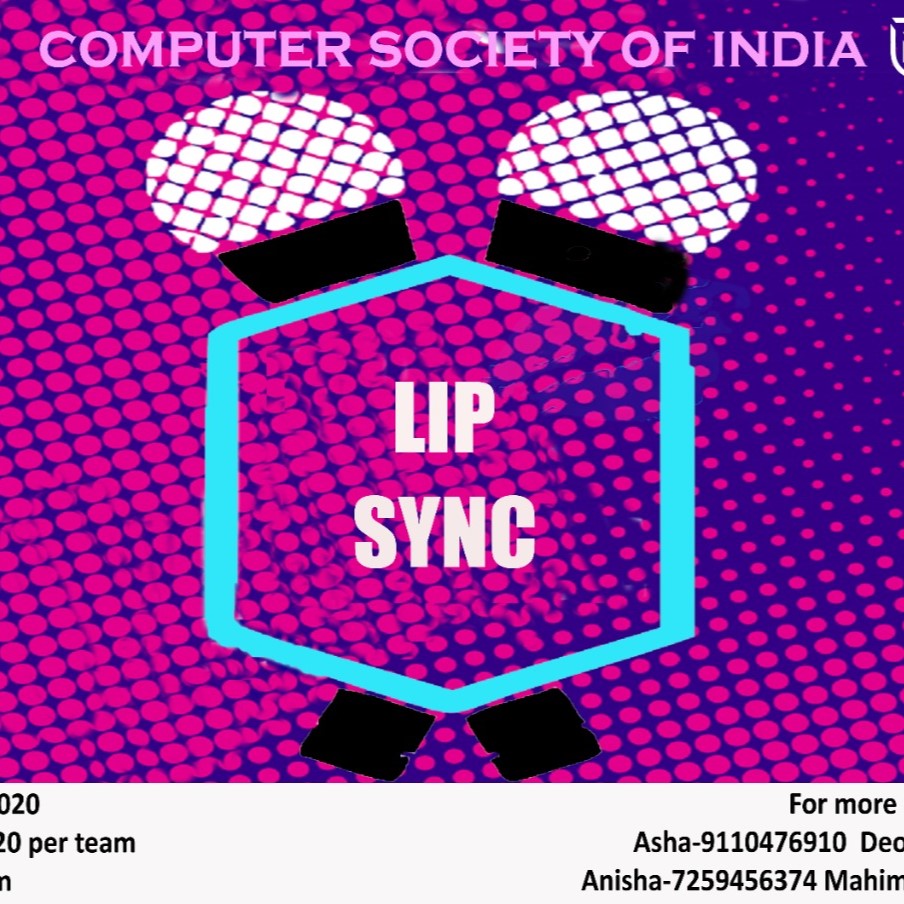 COMPUTER SOCIETY OF INDIA
LIP
SYNC
020
20 per team
m
For more
Asha-9110476910 Deo
Anisha-7259456374 Mahim